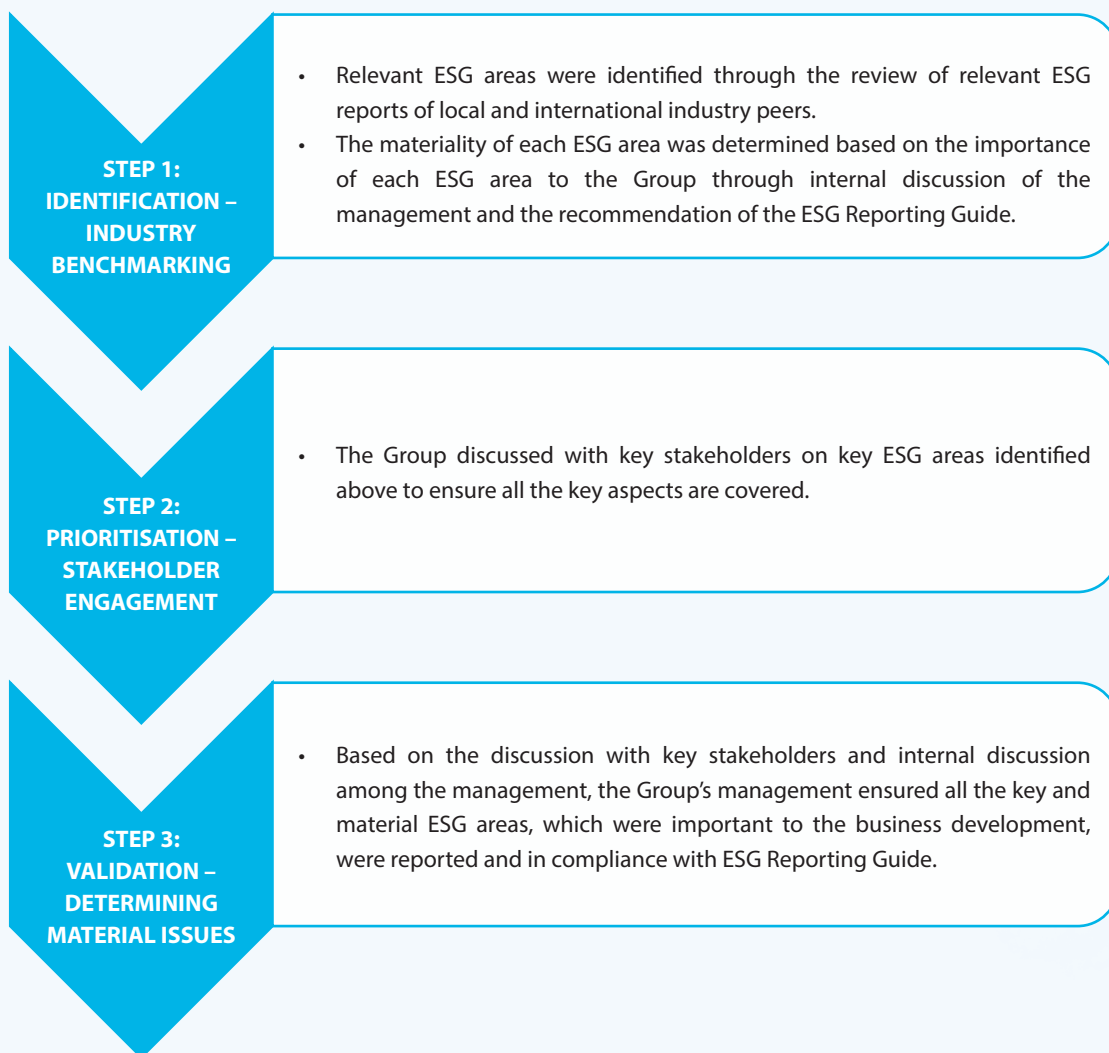 STEP 1:
IDENTIFICATION –
INDUSTRY
BENCHMARKING
• Relevant ESG areas were identified through the review of relevant ESG
reports of local and international industry peers.
• The materiality of each ESG area was determined based on the importance
of each ESG area to the Group through internal discussion of the
management and the recommendation of the ESG Reporting Guide.
STEP 2:
PRIORITISATION –
STAKEHOLDER
ENGAGEMENT
• The Group discussed with key stakeholders on key ESG areas identified
above to ensure all the key aspects are covered.
STEP 3:
VALIDATION –
DETERMINING
MATERIAL ISSUES
• Based on the discussion with key stakeholders and internal discussion
among the management, the Group’s management ensured all the key and
material ESG areas, which were important to the business development,
were reported and in compliance with ESG Reporting Guide.